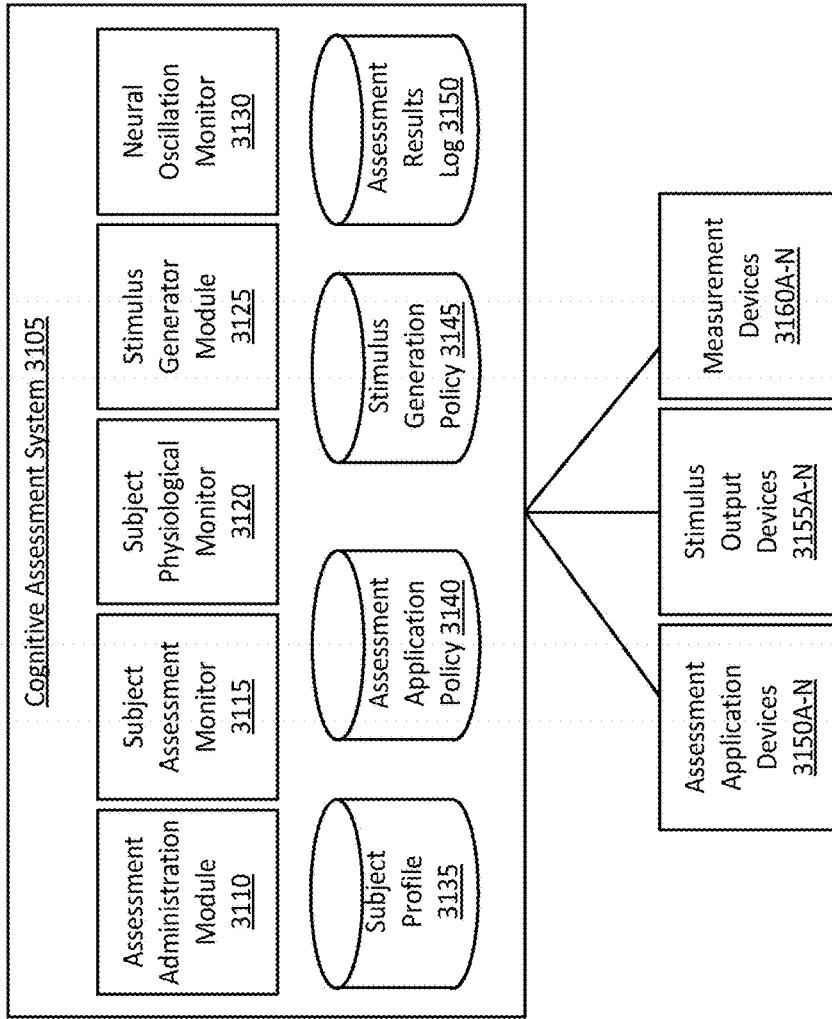 Cognitive Assessment System 3105
Assessment
Administration
Module
3110
Subject
Assessment
Monitor
3115
Subject
Physiological
Monitor
3120
Stimulus
Generator
Module
3125
Neural
Oscillation
Monitor
3130
Subject
Profile
3135
Assessment
Application
Policy 3140
Stimulus
Generation
Policy 3145
Assessment
Results
Log 3150
Assessment
Application
Devices
3150A-N
Stimulus
Output
Devices
3155A-N
Measurement
Devices
3160A-N